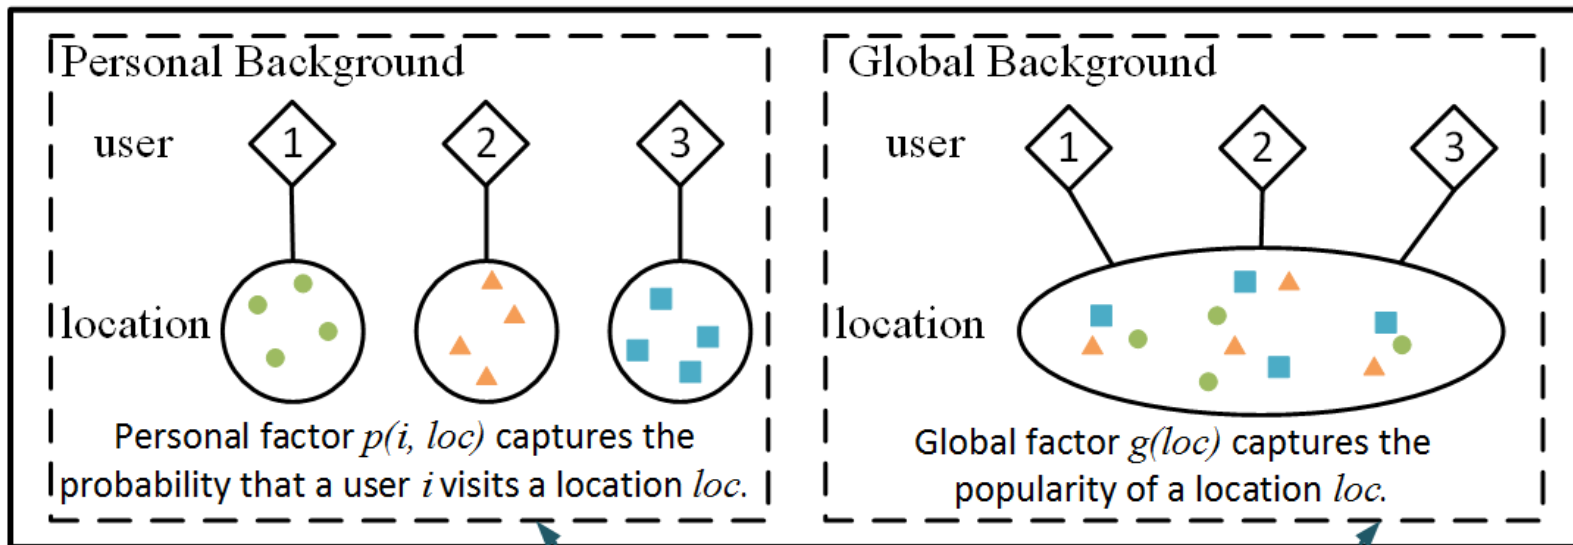 Personal Background
user
1
2
3
location
Personal factor p(i, loc) captures the
probability that a user i visits a location loc.
Global Background
user
1
2
3
location
Global factor g(loc) captures the
popularity of a location loc.